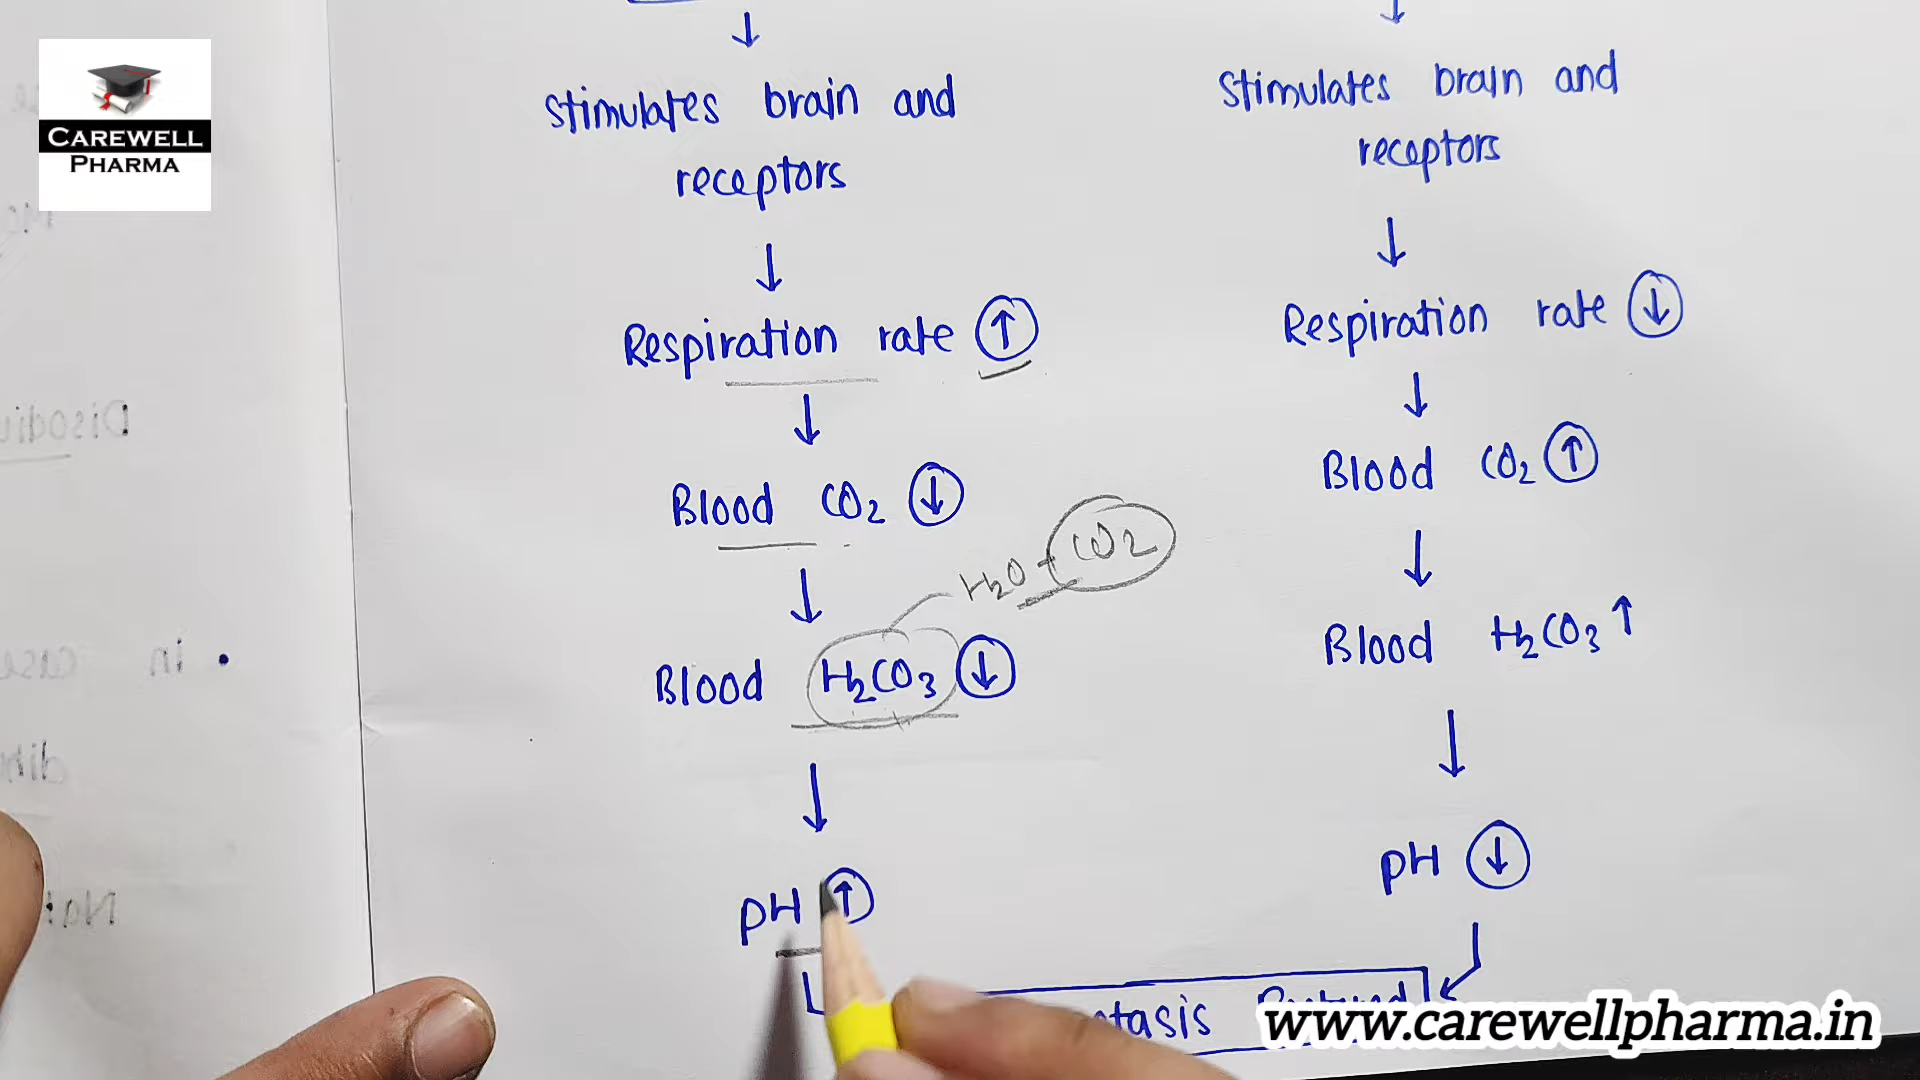 CAREWELL
PHARMA
stimulates brain and
receptors
↓
Respiration rate ↑
↓
Blood CO2 ↓
↓
H2O + CO2
Blood H2CO3 ↓
↓
pH ↑
stimulates brain and
receptors
↓
Respiration rate ↓
↓
Blood CO2 ↑
↓
Blood H2CO3 ↑
↓
pH ↓
www.carewellpharma.in